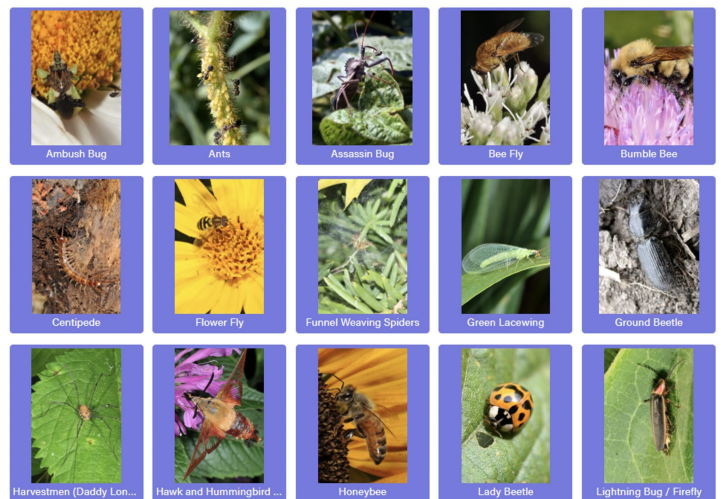 Ambush Bug
Ants
Assassin Bug
Bee Fly
Bumble Bee
Centipede
Flower Fly
Funnel Weaving Spiders
Green Lacewing
Ground Beetle
Harvestmen (Daddy Lon...
Hawk and Hummingbird ...
Honeybee
Lady Beetle
Lightning Bug / Firefly